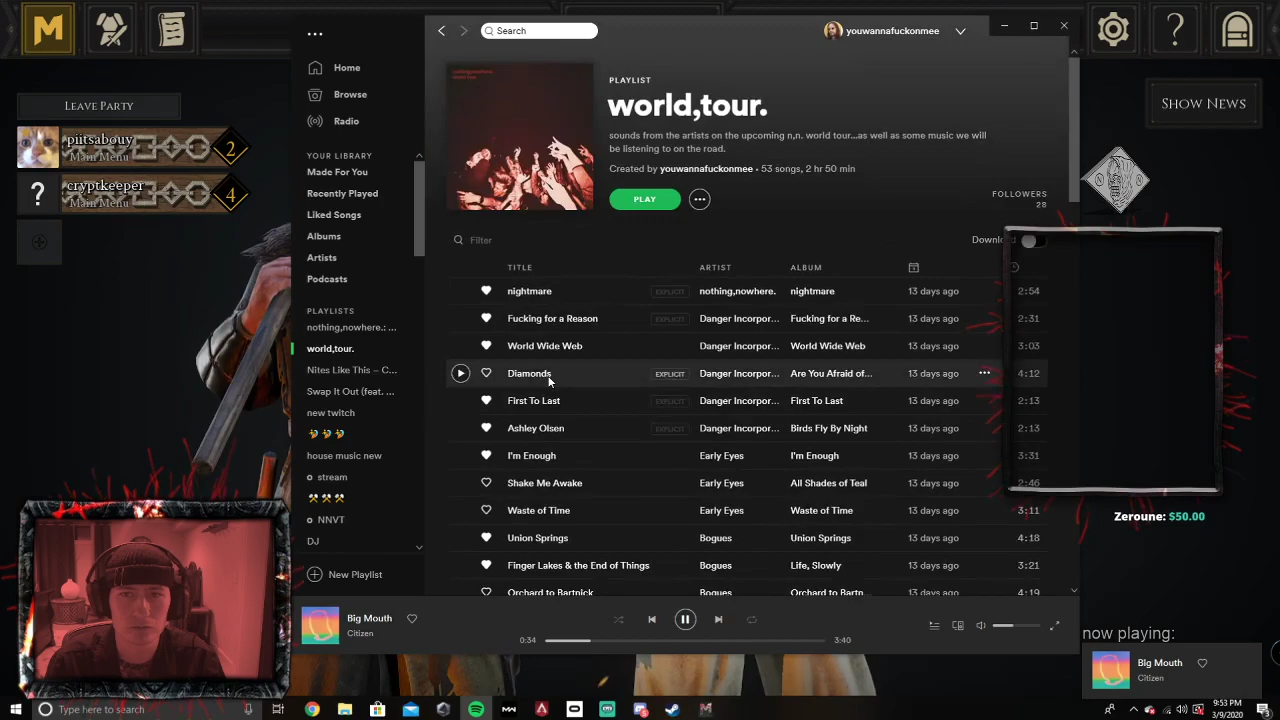 Search
youwannafuckonmee
M
?
LEAVE PARTY
piitsabouy
Main Menu
2
?
cryptkeeper
Main Menu
4
SHOW NEWS
Home
Browse
Radio
YOUR LIBRARY
Made For You
Recently Played
Liked Songs
Albums
Artists
Podcasts
PLAYLISTS
nothing,nowhere.: ...
world,tour.
Nites Like This – C...
Swap It Out (feat. ...
new twitch
house music new
stream
NNVT
DJ
New Playlist
PLAYLIST
world,tour.
sounds from the artists on the upcoming n,n. world tour...as well as some music we will
be listening to on the road.
Created by youwannafuckonmee • 53 songs, 2 hr 50 min
PLAY
FOLLOWERS
28
Filter
Download
TITLE ARTIST ALBUM
nightmare EXPLICIT nothing,nowhere. nightmare 13 days ago 2:54
Fucking for a Reason EXPLICIT Danger Incorpor... Fucking for a Re... 13 days ago 2:31
World Wide Web Danger Incorpor... World Wide Web 13 days ago 3:03
Diamonds EXPLICIT Danger Incorpor... Are You Afraid of... 13 days ago 4:12
First To Last EXPLICIT Danger Incorpor... First To Last 13 days ago 2:13
Ashley Olsen EXPLICIT Danger Incorpor... Birds Fly By Night 13 days ago 2:13
I'm Enough Early Eyes I'm Enough 13 days ago 3:31
Shake Me Awake Early Eyes All Shades of Teal 13 days ago 2:46
Waste of Time Early Eyes Waste of Time 13 days ago 3:11
Union Springs Bogues Union Springs 13 days ago 4:18
Finger Lakes & the End of Things Bogues Life, Slowly 13 days ago 3:21
Orchard to Bartnick Bogues Orchard to Bartn... 13 days ago 4:19
Zeroune: $50.00
Big Mouth
Citizen
0:34
3:40
now playing:
Big Mouth
Citizen
Type here to search
MW
9:53 PM
3/9/2020